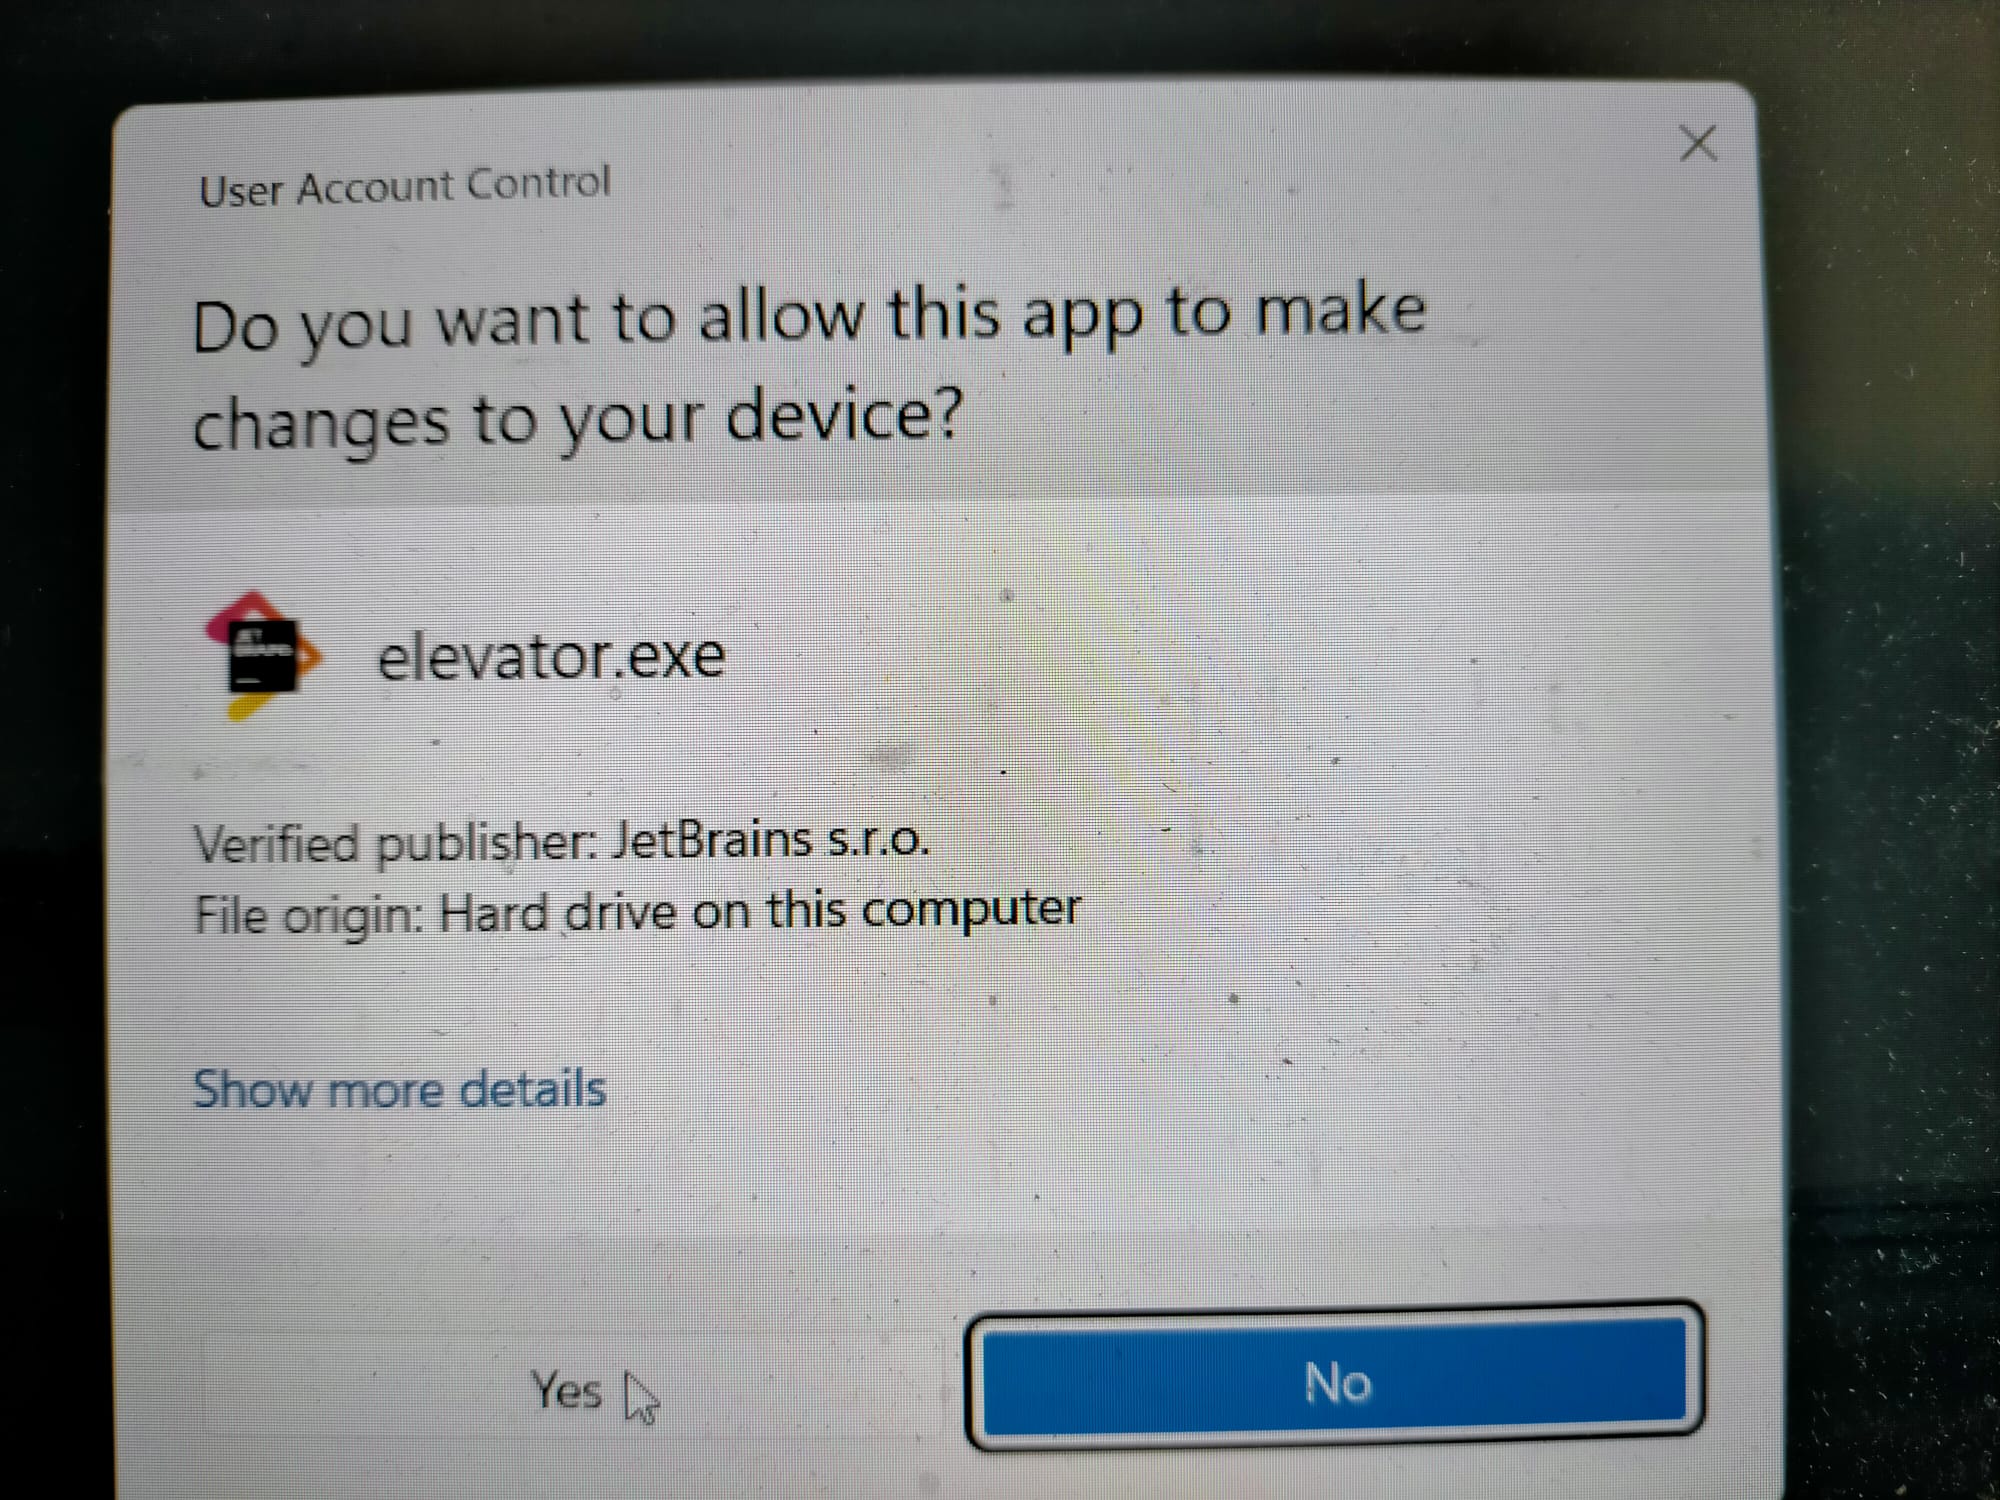 User Account Control
Do you want to allow this app to make
changes to your device?
elevator.exe
Verified publisher: JetBrains s.r.o.
File origin: Hard drive on this computer
Show more details
Yes
No